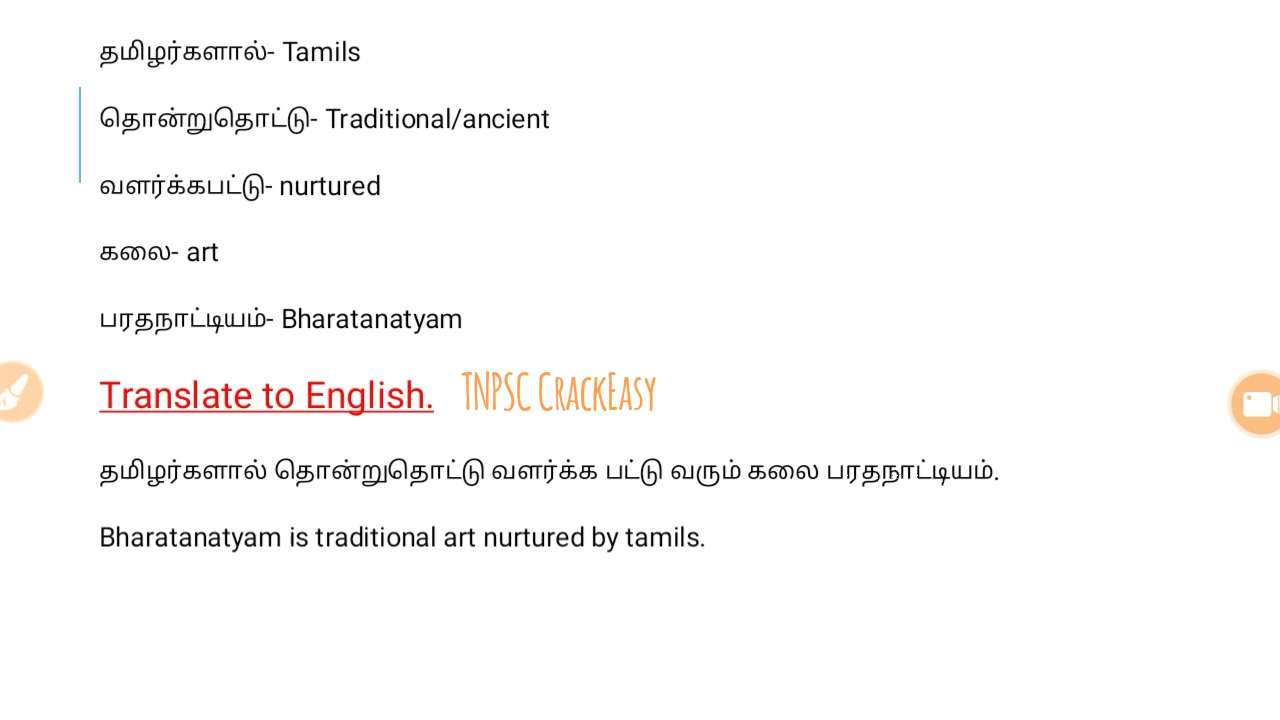 தமிழர்களால்- Tamils
தொன்றுதொட்டு- Traditional/ancient
வளர்க்கபட்டு- nurtured
கலை- art
பரதநாட்டியம்- Bharatanatyam
Translate to English. TNPSC CrackEasy
தமிழர்களால் தொன்றுதொட்டு வளர்க்க பட்டு வரும் கலை பரதநாட்டியம்.
Bharatanatyam is traditional art nurtured by tamils.